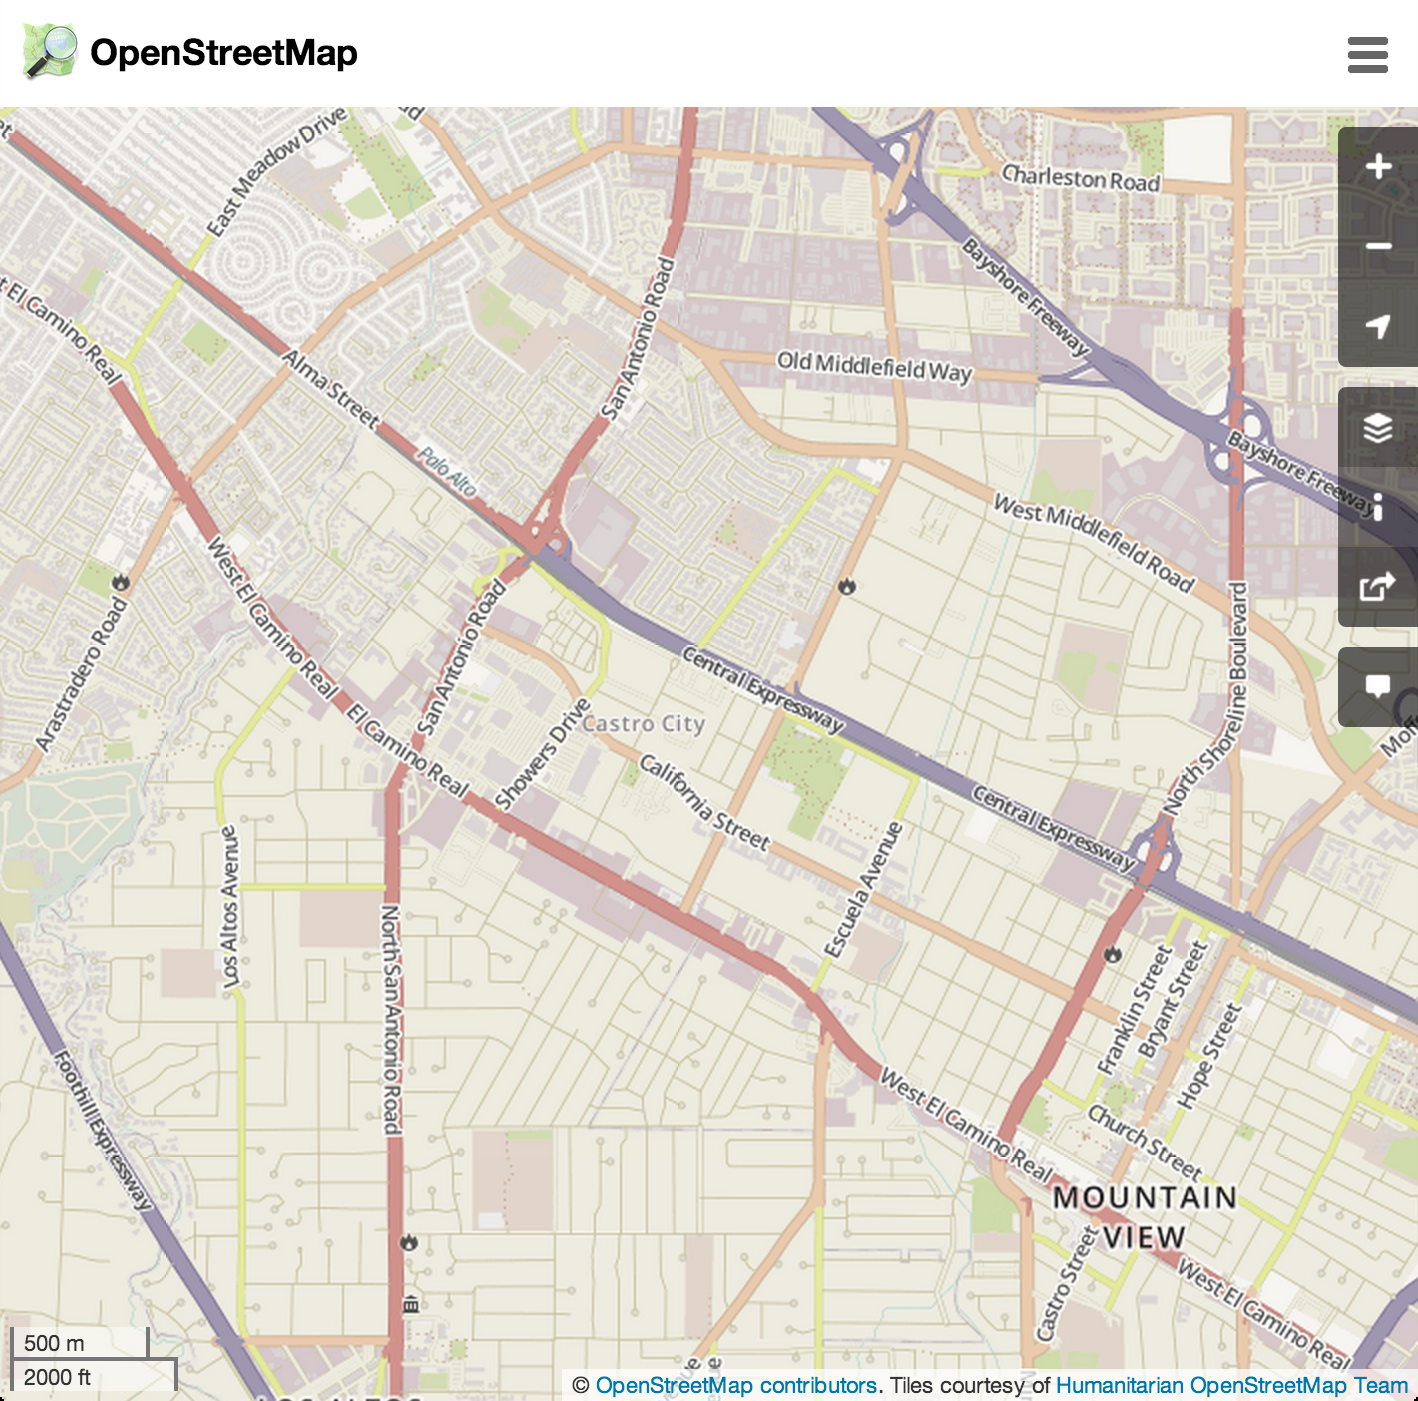 OpenStreetMap
East Meadow Drive
Charleston Road
El Camino Real
Bayshore Freeway
San Antonio Road
Alma Street
Old Middlefield Way
Palo Alto
Bayshore Freeway
West Middlefield Road
West El Camino Real
Arastradero Road
San Antonio Road
North Shoreline Boulevard
Central Expressway
El Camino Real
Showers Drive
Castro City
California Street
Central Expressway
Los Altos Avenue
Escuela Avenue
North San Antonio Road
Franklin Street
Bryant Street
Hope Street
Foothill Expressway
West El Camino Real
Church Street
MOUNTAIN
VIEW
Castro Street
West El Camino Real
500 m
2000 ft
© OpenStreetMap contributors. Tiles courtesy of Humanitarian OpenStreetMap Team